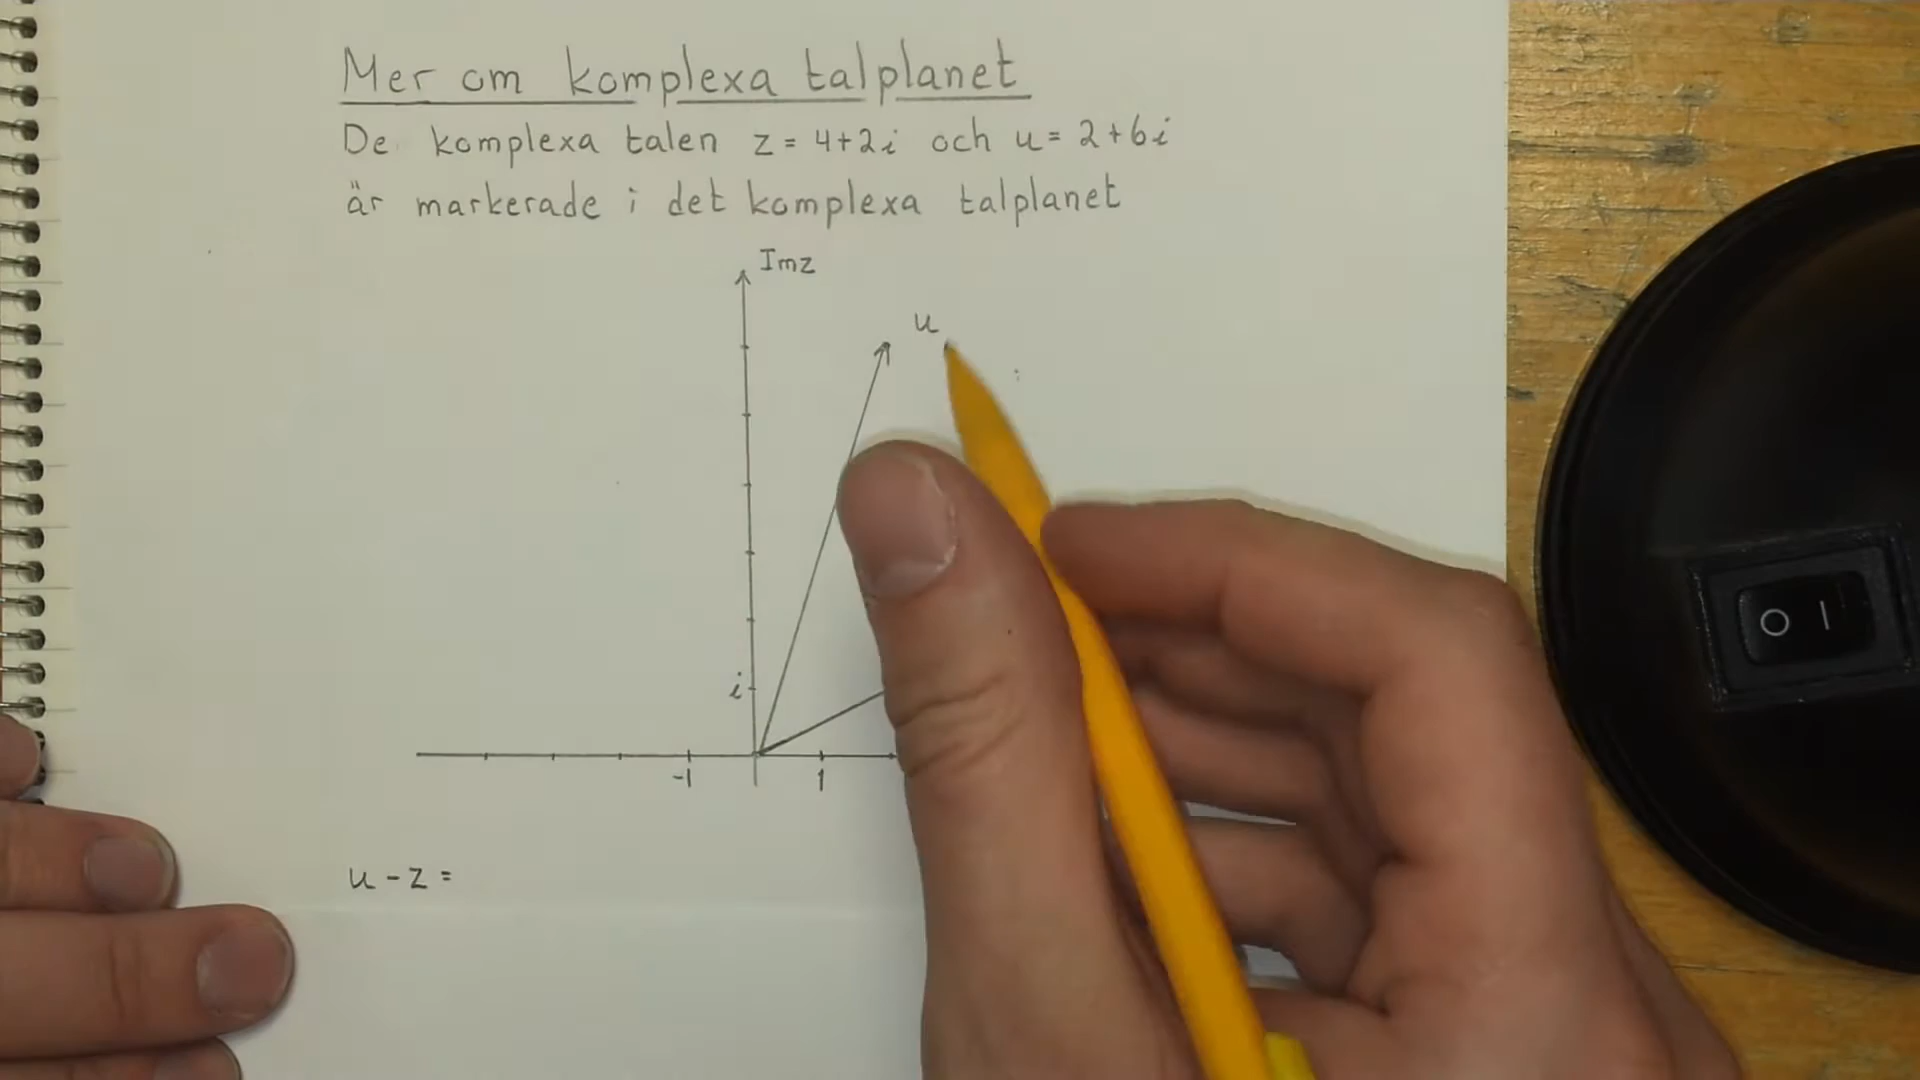 Mer om komplexa talplanet
De komplexa talen z = 4+2i och u = 2+6i
är markerade i det komplexa talplanet
Imz
u
i
-1 1
u - z =
O |